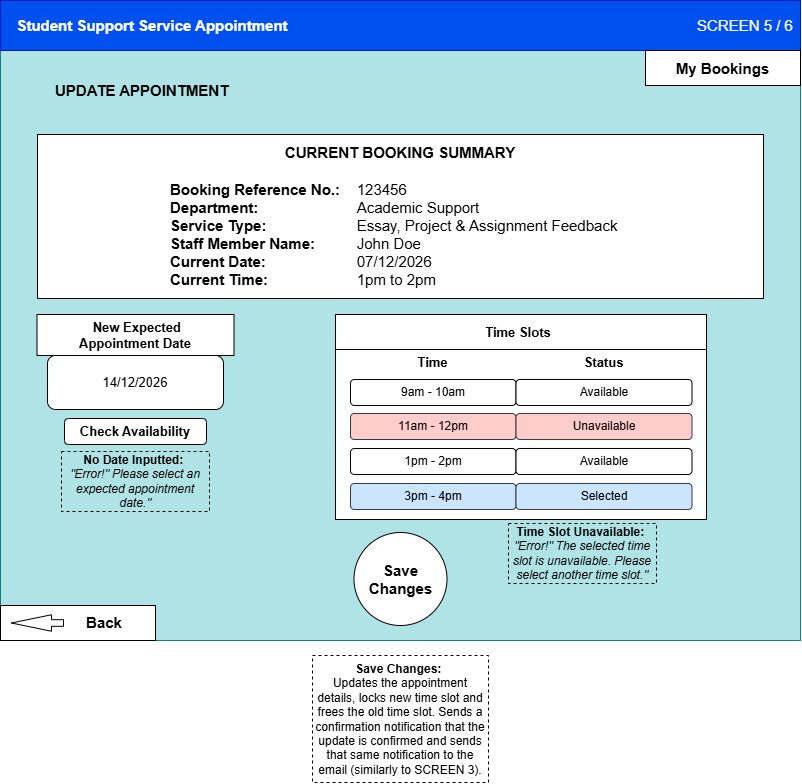 Student Support Service Appointment
SCREEN 5 / 6
My Bookings
UPDATE APPOINTMENT
CURRENT BOOKING SUMMARY
Booking Reference No.: 123456
Department: Academic Support
Service Type: Essay, Project & Assignment Feedback
Staff Member Name: John Doe
Current Date: 07/12/2026
Current Time: 1pm to 2pm
New Expected
Appointment Date
14/12/2026
Check Availability
No Date Inputted:
"Error!" Please select an
expected appointment
date."
Time Slots
Time Status
9am - 10am Available
11am - 12pm Unavailable
1pm - 2pm Available
3pm - 4pm Selected
Time Slot Unavailable:
"Error!" The selected time
slot is unavailable. Please
select another time slot."
Save
Changes
Back
Save Changes:
Updates the appointment
details, locks new time slot and
frees the old time slot. Sends a
confirmation notification that the
update is confirmed and sends
that same notification to the
email (similarly to SCREEN 3).